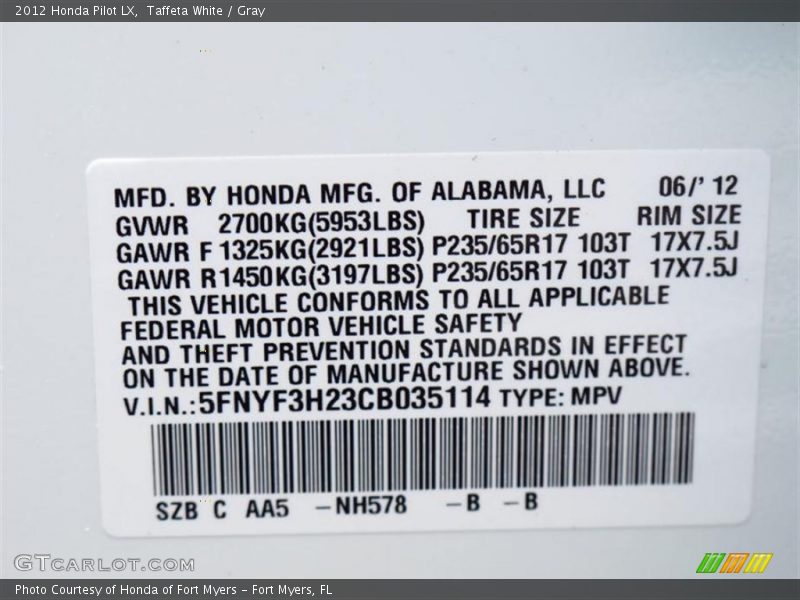 2012 Honda Pilot LX, Taffeta White / Gray
MFD. BY HONDA MFG. OF ALABAMA, LLC 06/' 12
GVWR 2700KG(5953LBS) TIRE SIZE RIM SIZE
GAWR F 1325KG(2921LBS) P235/65R17 103T 17X7.5J
GAWR R1450KG(3197LBS) P235/65R17 103T 17X7.5J
THIS VEHICLE CONFORMS TO ALL APPLICABLE
FEDERAL MOTOR VEHICLE SAFETY
AND THEFT PREVENTION STANDARDS IN EFFECT
ON THE DATE OF MANUFACTURE SHOWN ABOVE.
V.I.N.:5FNYF3H23CB035114 TYPE: MPV
SZB C AA5 –NH578 –B –B
GTCARLOT.COM
Photo Courtesy of Honda of Fort Myers – Fort Myers, FL